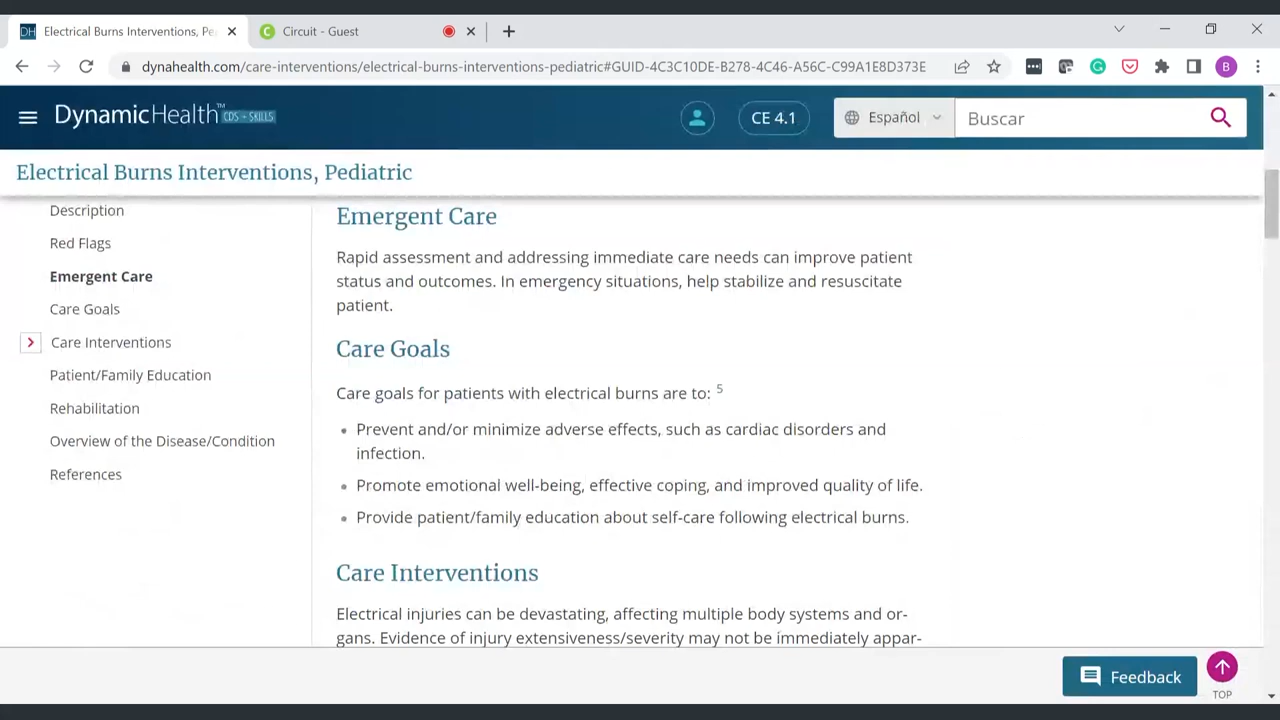 Electrical Burns Interventions, Pe
Circuit - Guest
dynahealth.com/care-interventions/electrical-burns-interventions-pediatric#GUID-4C3C10DE-B278-4C46-A56C-C99A1E8D373E
B
DynamicHealth™ CDS + SKILLS
CE 4.1
Español
Buscar
Electrical Burns Interventions, Pediatric
Description
Red Flags
Emergent Care
Care Goals
Care Interventions
Patient/Family Education
Rehabilitation
Overview of the Disease/Condition
References
Emergent Care
Rapid assessment and addressing immediate care needs can improve patient
status and outcomes. In emergency situations, help stabilize and resuscitate
patient.
Care Goals
Care goals for patients with electrical burns are to: 5
Prevent and/or minimize adverse effects, such as cardiac disorders and
infection.
Promote emotional well-being, effective coping, and improved quality of life.
Provide patient/family education about self-care following electrical burns.
Care Interventions
Electrical injuries can be devastating, affecting multiple body systems and or-
gans. Evidence of injury extensiveness/severity may not be immediately appar-
Feedback
TOP